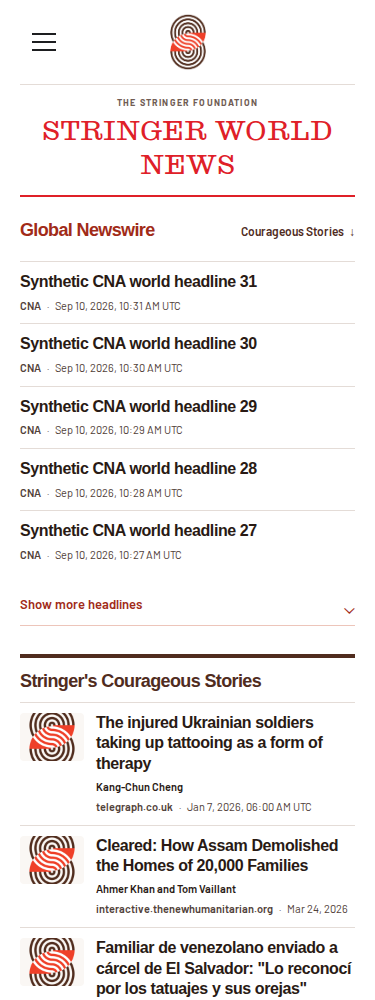 THE STRINGER FOUNDATION
STRINGER WORLD
NEWS
Global Newswire
Courageous Stories ↓
Synthetic CNA world headline 31
CNA · Sep 10, 2026, 10:31 AM UTC
Synthetic CNA world headline 30
CNA · Sep 10, 2026, 10:30 AM UTC
Synthetic CNA world headline 29
CNA · Sep 10, 2026, 10:29 AM UTC
Synthetic CNA world headline 28
CNA · Sep 10, 2026, 10:28 AM UTC
Synthetic CNA world headline 27
CNA · Sep 10, 2026, 10:27 AM UTC
Show more headlines
Stringer's Courageous Stories
The injured Ukrainian soldiers
taking up tattooing as a form of
therapy
Kang-Chun Cheng
telegraph.co.uk · Jan 7, 2026, 06:00 AM UTC
Cleared: How Assam Demolished
the Homes of 20,000 Families
Ahmer Khan and Tom Vaillant
interactive.thenewhumanitarian.org · Mar 24, 2026
Familiar de venezolano enviado a
cárcel de El Salvador: "Lo reconocí
por los tatuajes y sus orejas"